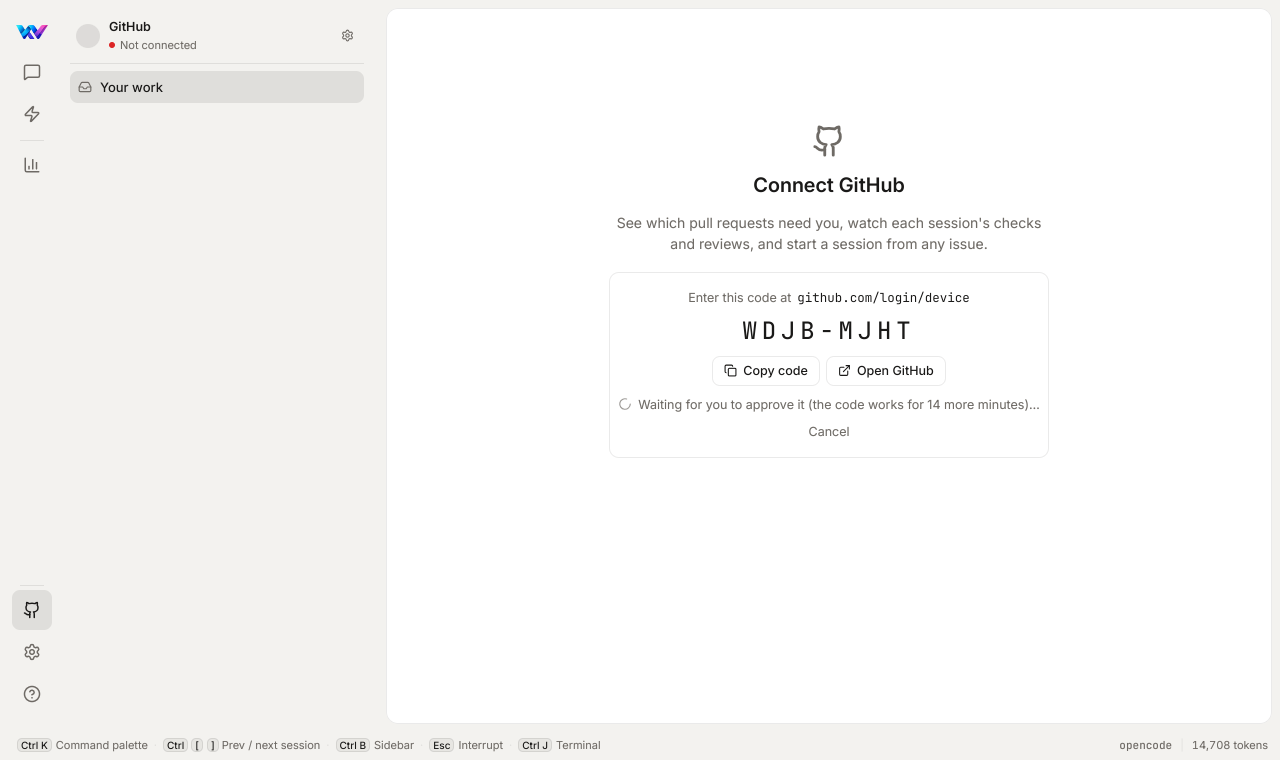 GitHub
Not connected
Your work
Connect GitHub
See which pull requests need you, watch each session's checks
and reviews, and start a session from any issue.
Enter this code at github.com/login/device
WDJB-MJHT
Copy code
Open GitHub
Waiting for you to approve it (the code works for 14 more minutes)...
Cancel
Ctrl K Command palette Ctrl [ ] Prev / next session Ctrl B Sidebar Esc Interrupt Ctrl J Terminal
opencode 14,708 tokens